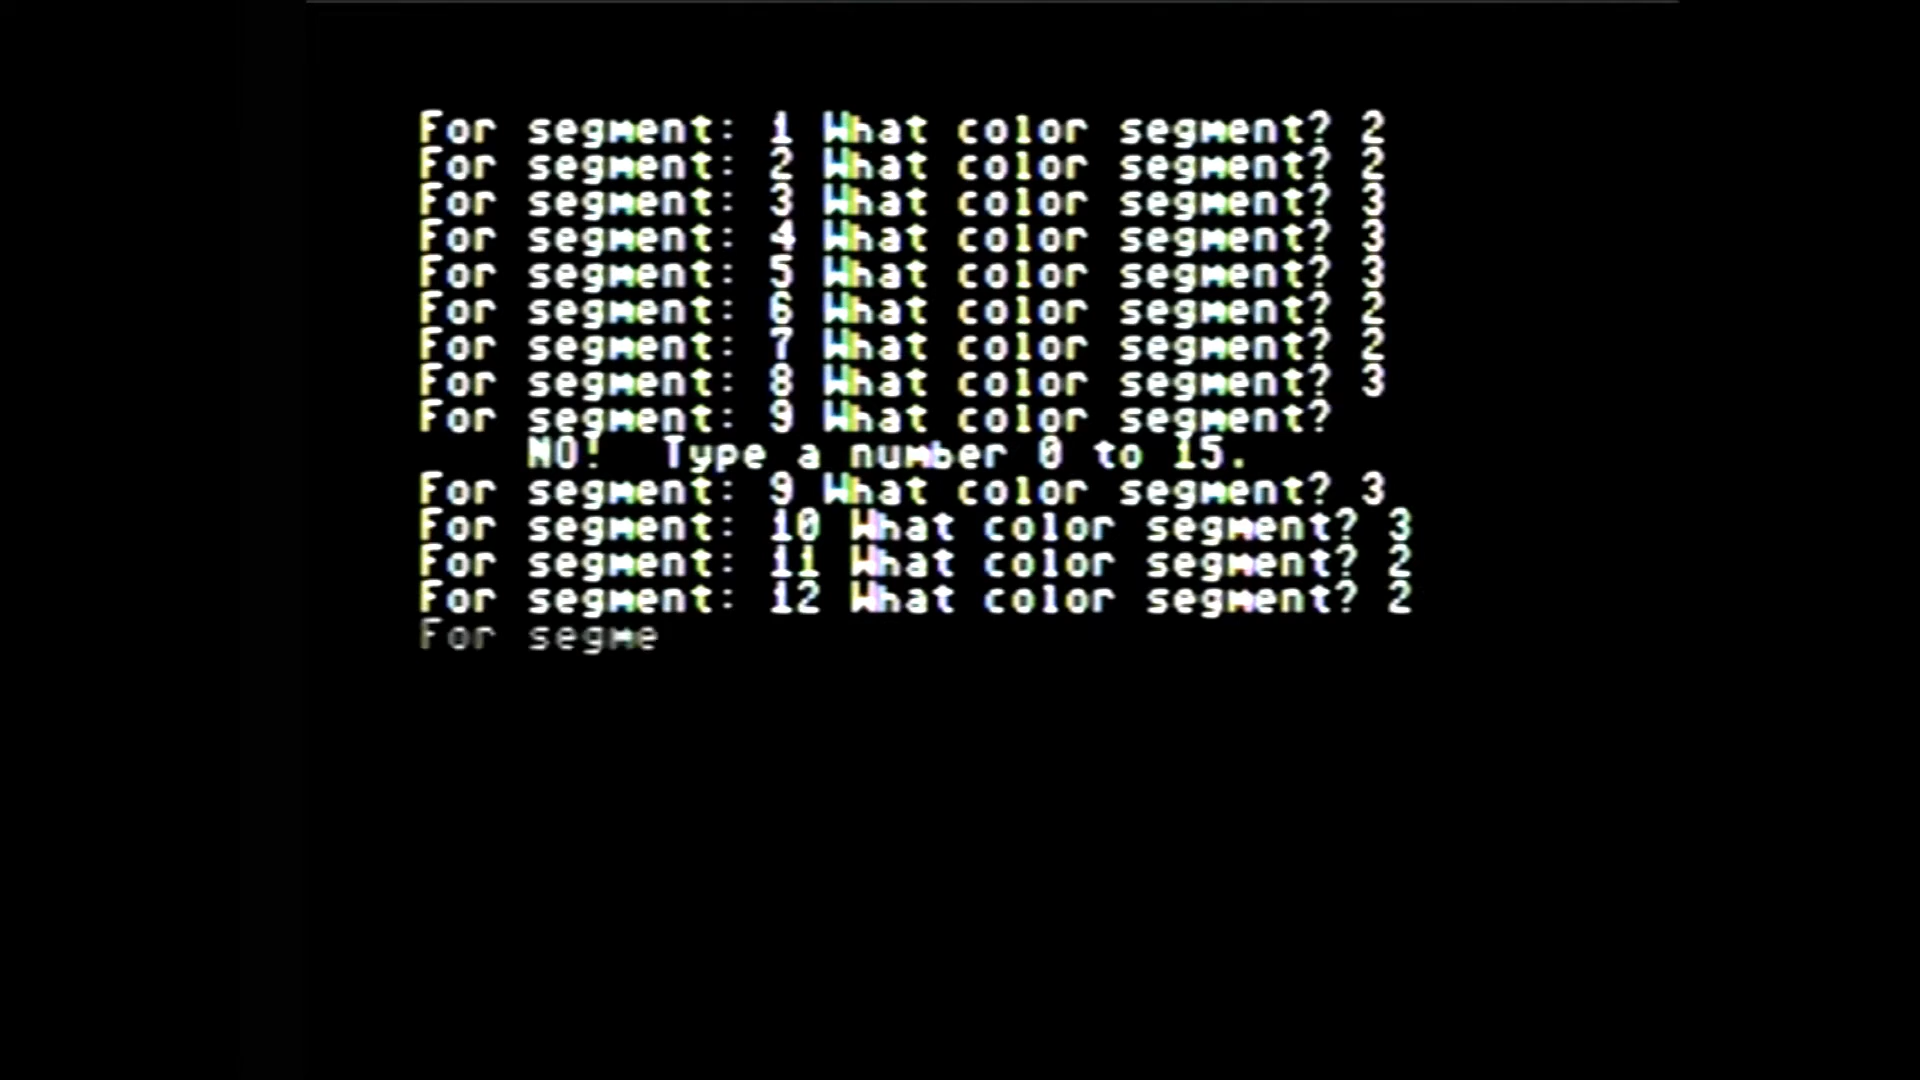 For segment: 1 What color segment? 2
For segment: 2 What color segment? 2
For segment: 3 What color segment? 3
For segment: 4 What color segment? 3
For segment: 5 What color segment? 3
For segment: 6 What color segment? 2
For segment: 7 What color segment? 2
For segment: 8 What color segment? 3
For segment: 9 What color segment?
NO! Type a number 0 to 15.
For segment: 9 What color segment? 3
For segment: 10 What color segment? 3
For segment: 11 What color segment? 2
For segment: 12 What color segment? 2
For segme